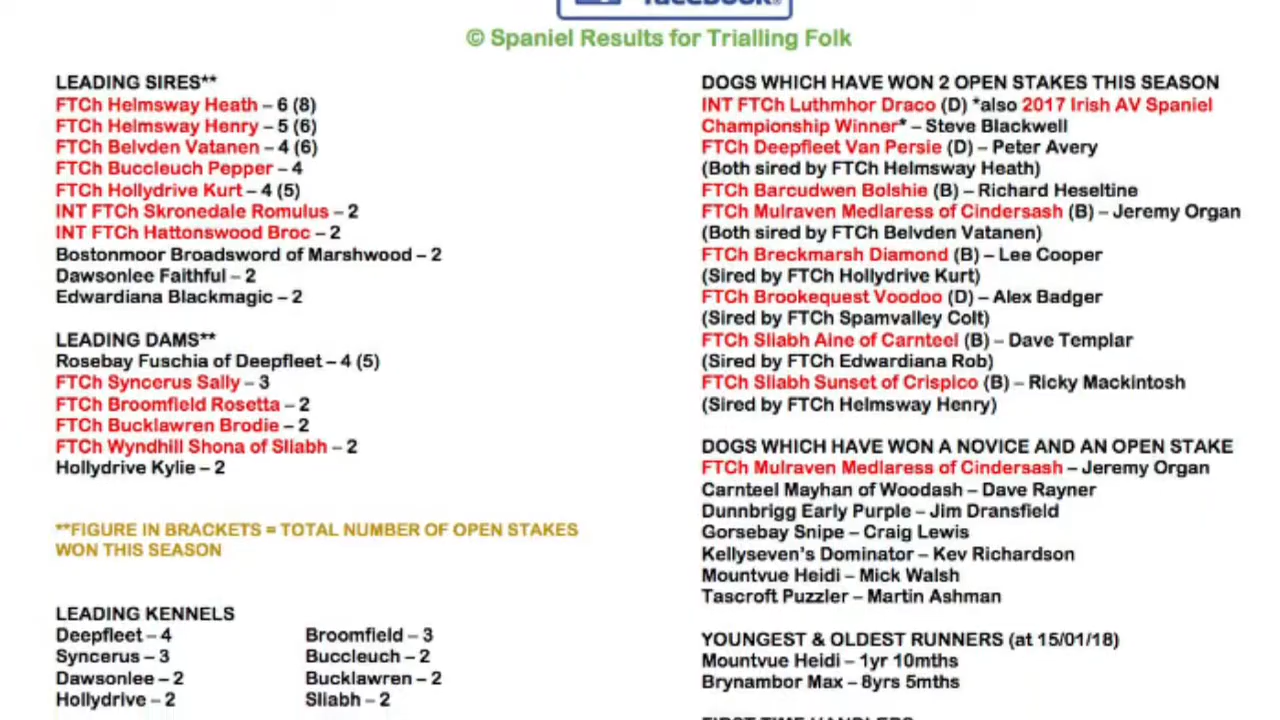 facebook®
© Spaniel Results for Trialling Folk
LEADING SIRES**
FTCh Helmsway Heath – 6 (8)
FTCh Helmsway Henry – 5 (6)
FTCh Belvden Vatanen – 4 (6)
FTCh Buccleuch Pepper – 4
FTCh Hollydrive Kurt – 4 (5)
INT FTCh Skronedale Romulus – 2
INT FTCh Hattonswood Broc – 2
Bostonmoor Broadsword of Marshwood – 2
Dawsonlee Faithful – 2
Edwardiana Blackmagic – 2
LEADING DAMS**
Rosebay Fuschia of Deepfleet – 4 (5)
FTCh Syncerus Sally – 3
FTCh Broomfield Rosetta – 2
FTCh Bucklawren Brodie – 2
FTCh Wyndhill Shona of Sliabh – 2
Hollydrive Kylie – 2
**FIGURE IN BRACKETS = TOTAL NUMBER OF OPEN STAKES
WON THIS SEASON
LEADING KENNELS
Deepfleet – 4 Broomfield – 3
Syncerus – 3 Buccleuch – 2
Dawsonlee – 2 Bucklawren – 2
Hollydrive – 2 Sliabh – 2
DOGS WHICH HAVE WON 2 OPEN STAKES THIS SEASON
INT FTCh Luthmhor Draco (D) *also 2017 Irish AV Spaniel
Championship Winner* – Steve Blackwell
FTCh Deepfleet Van Persie (D) – Peter Avery
(Both sired by FTCh Helmsway Heath)
FTCh Barcudwen Bolshie (B) – Richard Heseltine
FTCh Mulraven Medlaress of Cindersash (B) – Jeremy Organ
(Both sired by FTCh Belvden Vatanen)
FTCh Breckmarsh Diamond (B) – Lee Cooper
(Sired by FTCh Hollydrive Kurt)
FTCh Brookequest Voodoo (D) – Alex Badger
(Sired by FTCh Spamvalley Colt)
FTCh Sliabh Aine of Carnteel (B) – Dave Templar
(Sired by FTCh Edwardiana Rob)
FTCh Sliabh Sunset of Crispico (B) – Ricky Mackintosh
(Sired by FTCh Helmsway Henry)
DOGS WHICH HAVE WON A NOVICE AND AN OPEN STAKE
FTCh Mulraven Medlaress of Cindersash – Jeremy Organ
Carnteel Mayhan of Woodash – Dave Rayner
Dunnbrigg Early Purple – Jim Dransfield
Gorsebay Snipe – Craig Lewis
Kellyseven's Dominator – Kev Richardson
Mountvue Heidi – Mick Walsh
Tascroft Puzzler – Martin Ashman
YOUNGEST & OLDEST RUNNERS (at 15/01/18)
Mountvue Heidi – 1yr 10mths
Brynambor Max – 8yrs 5mths
FIRST TIME HANDLERS